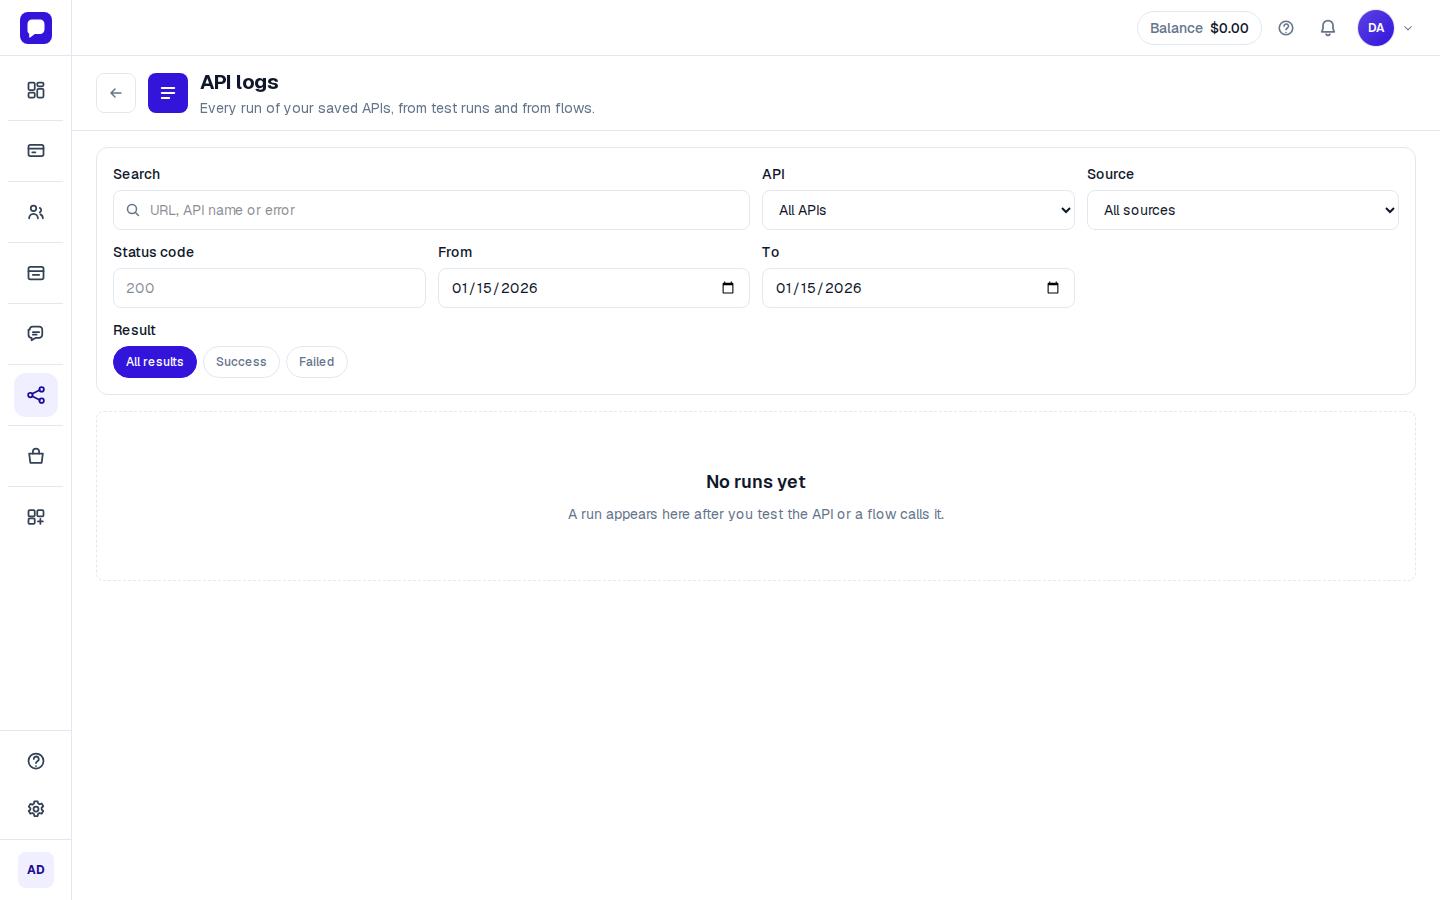 Balance $0.00
DA
API logs
Every run of your saved APIs, from test runs and from flows.
Search
API
Source
URL, API name or error
All APIs
All sources
Status code
From
To
200
01/15/2026
01/15/2026
Result
All results
Success
Failed
No runs yet
A run appears here after you test the API or a flow calls it.
AD